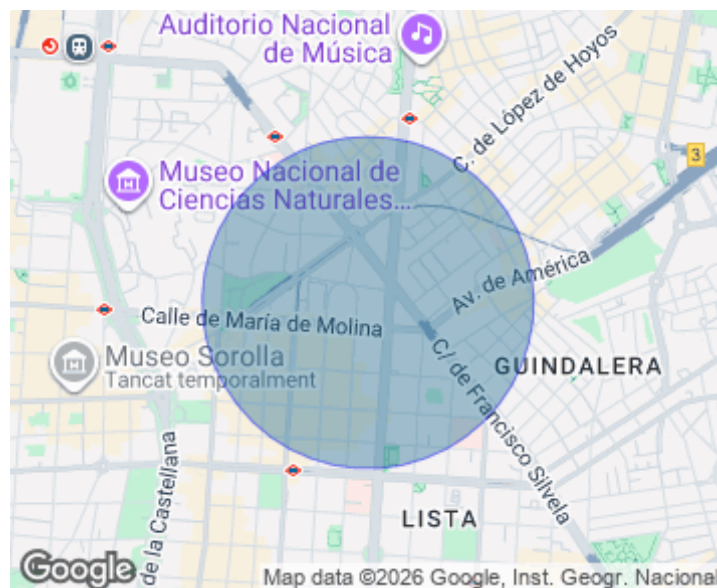 Auditorio Nacional
de Música
C. de López de Hoyos
3
Museo Nacional de
Ciencias Naturales...
Av. de América
Calle de María de Molina
Museo Sorolla
Tancat temporalment
GUINDALERA
C/ de Francisco Silvela
de la Castellana
LISTA
Google
Map data ©2026 Google, Inst. Geogr. Nacional